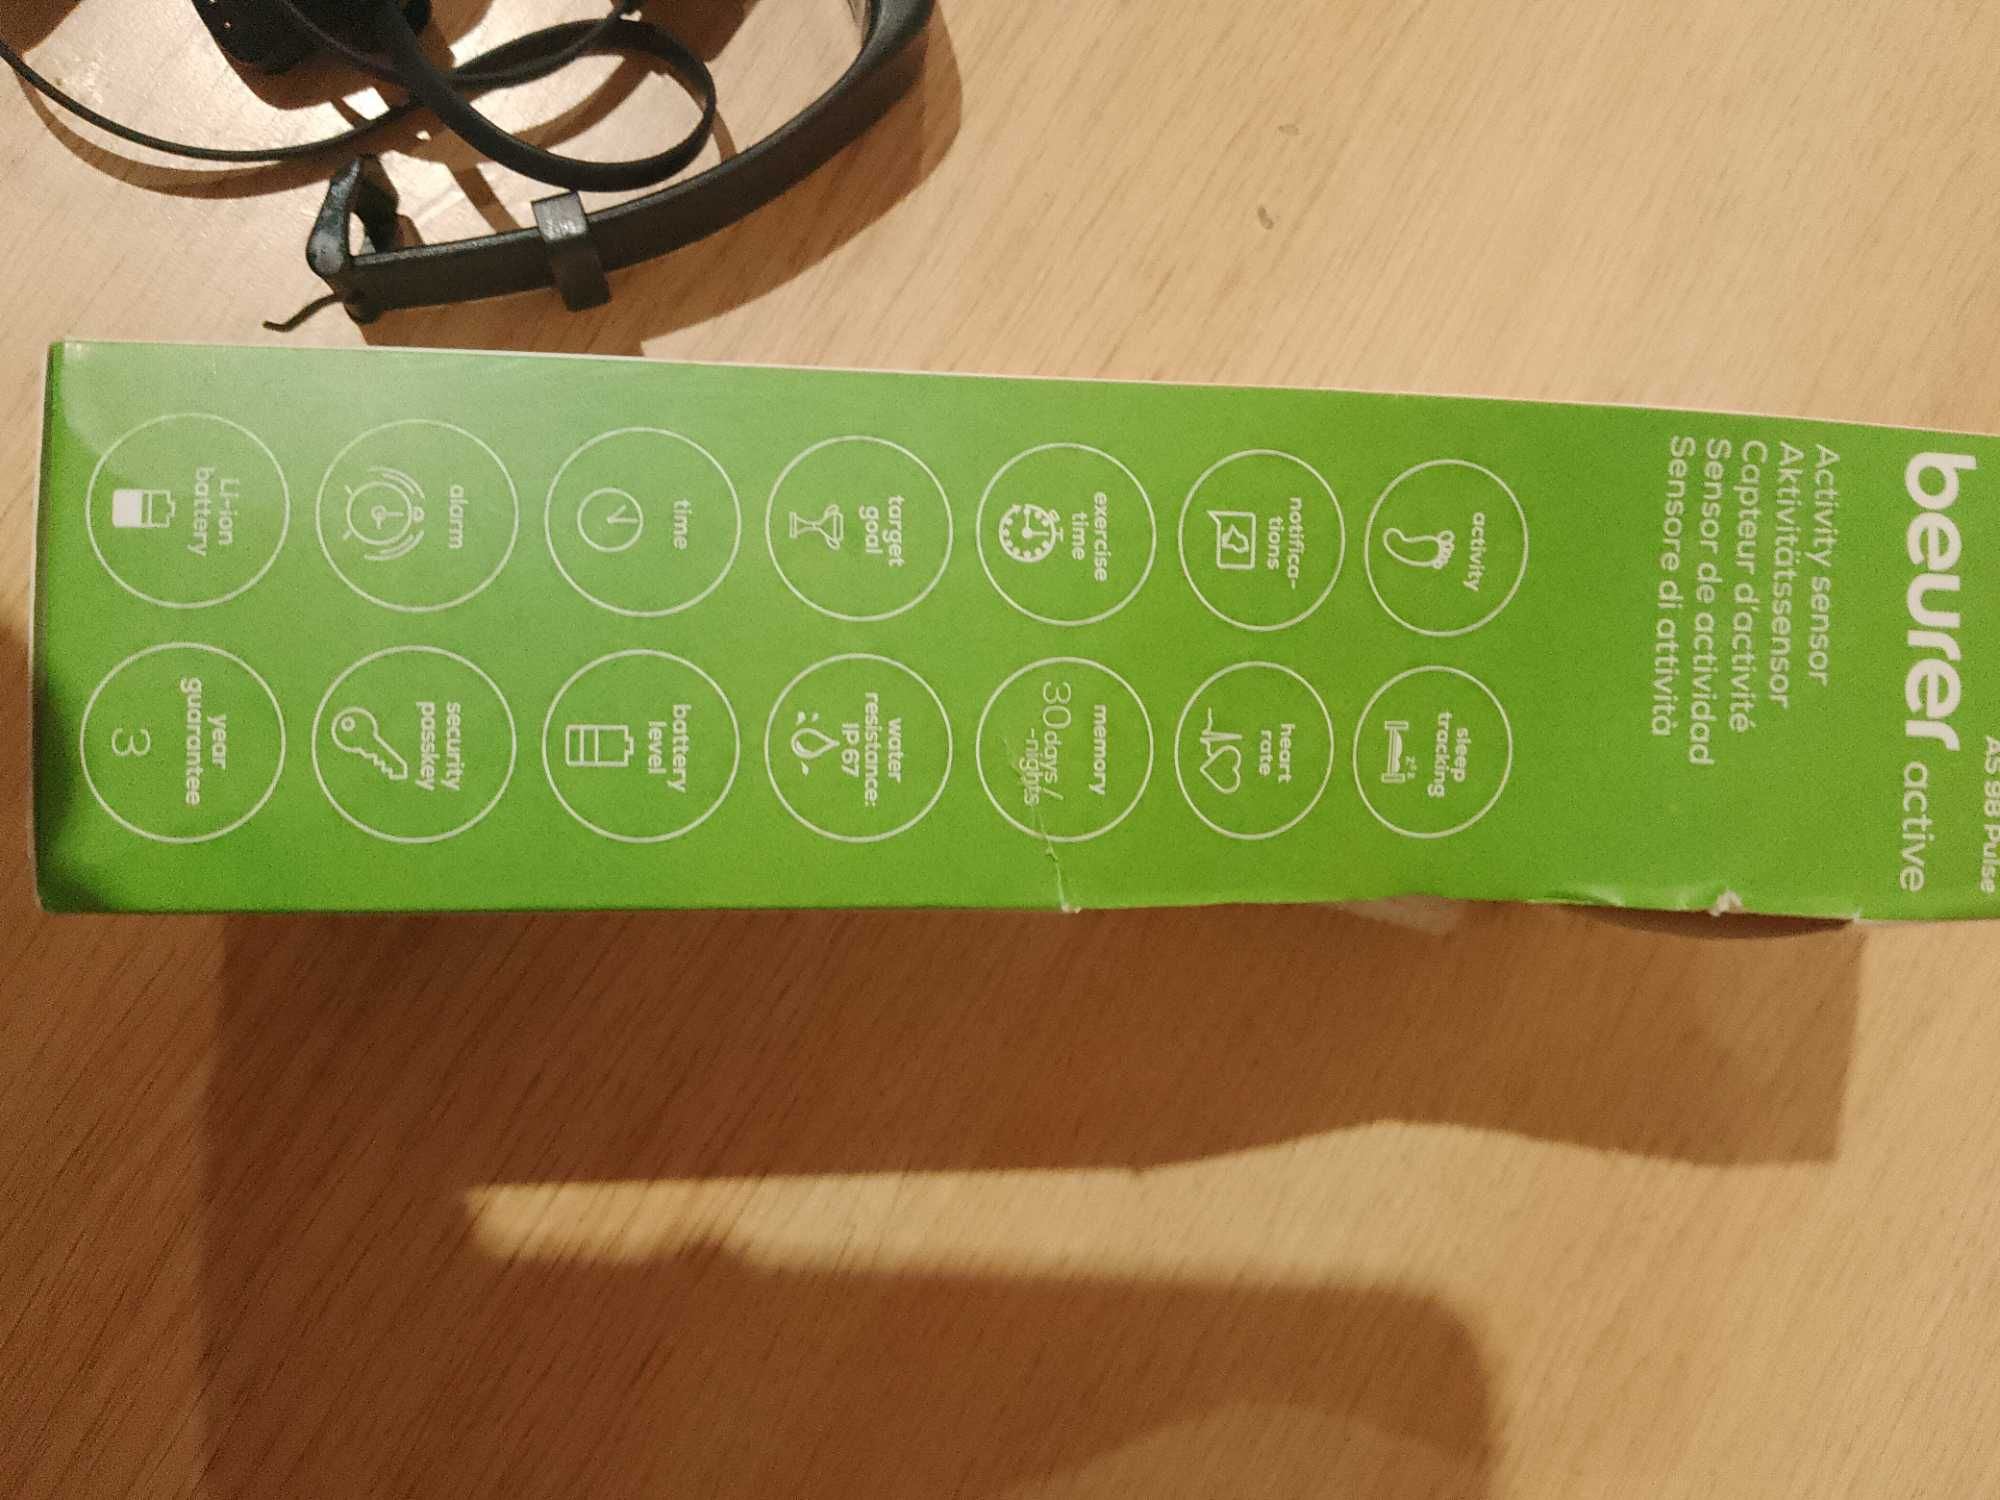 AS 98 Pulse
beurer active
Activity sensor
Aktivitätssensor
Capteur d'activité
Sensor de actividad
Sensore di attività
activity
sleep
tracking
zzz
notifica-
tions
heart
rate
exercise
time
memory
30 days /
-nights
target
goal
water
resistance:
IP 67
time
battery
level
alarm
security
passkey
Li-ion
battery
year
guarantee
3